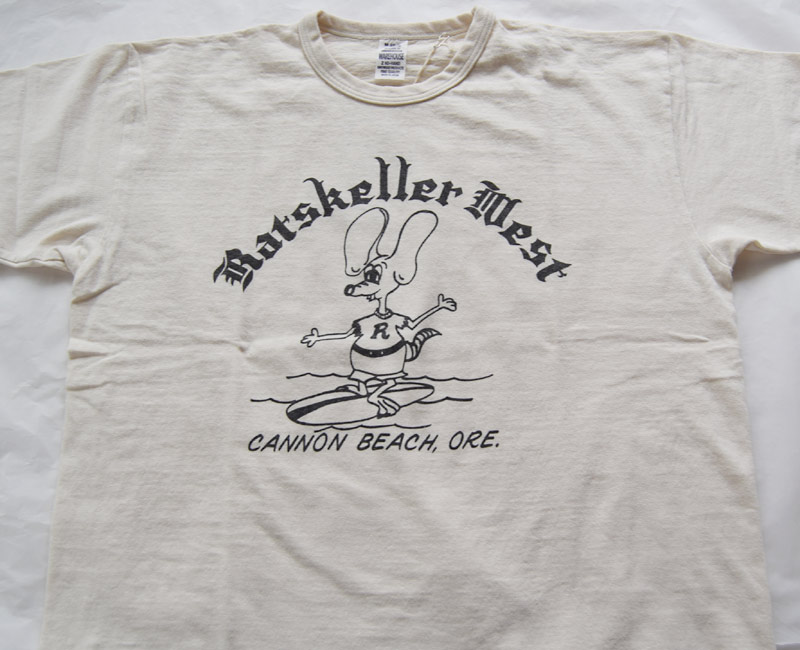 Ratskeller West
R
CANNON BEACH, ORE.